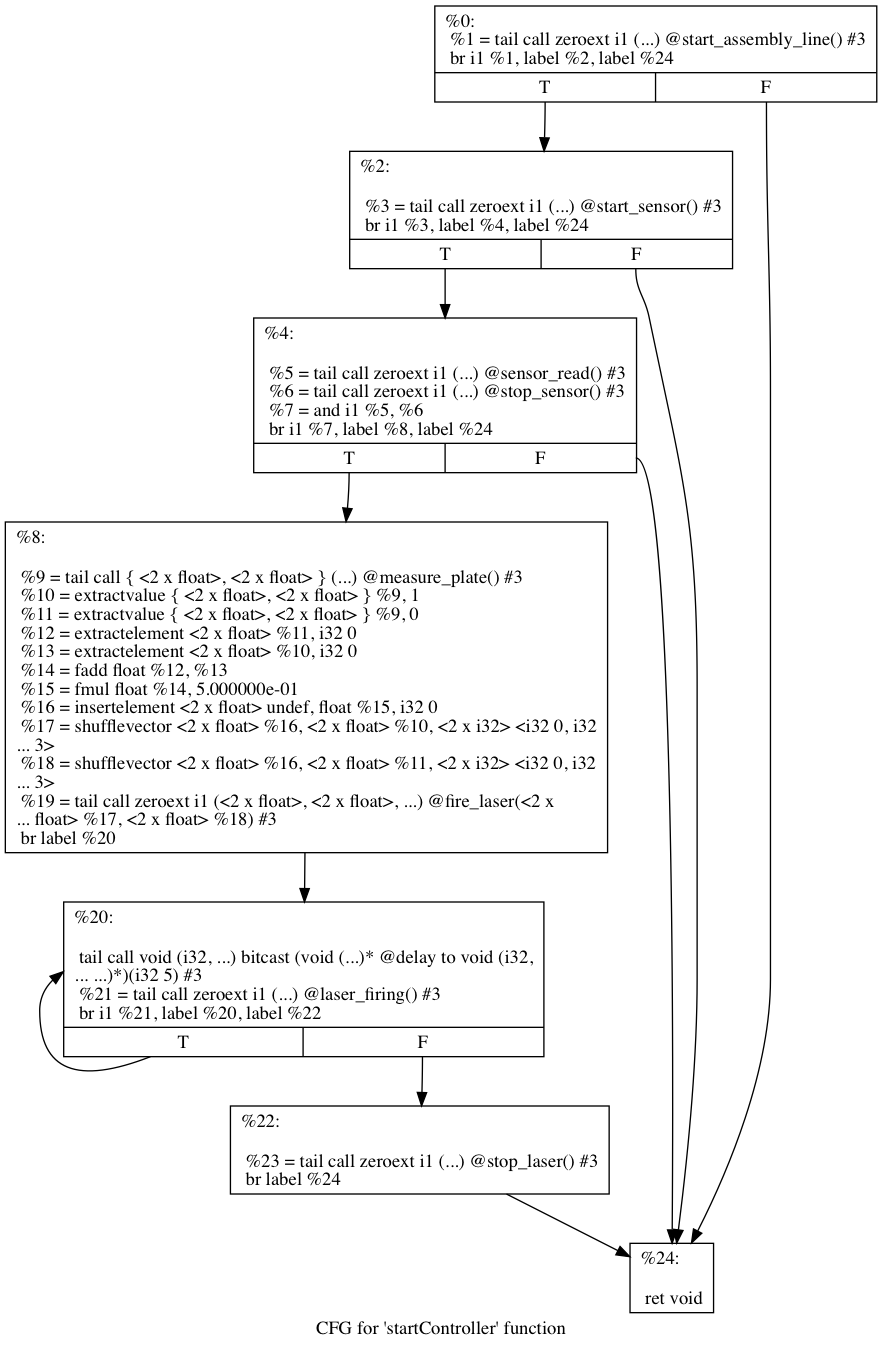 %0:
%1 = tail call zeroext i1 (...) @start_assembly_line() #3
br i1 %1, label %2, label %24
T
F
%2:
%3 = tail call zeroext i1 (...) @start_sensor() #3
br i1 %3, label %4, label %24
T
F
%4:
%5 = tail call zeroext i1 (...) @sensor_read() #3
%6 = tail call zeroext i1 (...) @stop_sensor() #3
%7 = and i1 %5, %6
br i1 %7, label %8, label %24
T
F
%8:
%9 = tail call { <2 x float>, <2 x float> } (...) @measure_plate() #3
%10 = extractvalue { <2 x float>, <2 x float> } %9, 1
%11 = extractvalue { <2 x float>, <2 x float> } %9, 0
%12 = extractelement <2 x float> %11, i32 0
%13 = extractelement <2 x float> %10, i32 0
%14 = fadd float %12, %13
%15 = fmul float %14, 5.000000e-01
%16 = insertelement <2 x float> undef, float %15, i32 0
%17 = shufflevector <2 x float> %16, <2 x float> %10, <2 x i32> <i32 0, i32
... 3>
%18 = shufflevector <2 x float> %16, <2 x float> %11, <2 x i32> <i32 0, i32
... 3>
%19 = tail call zeroext i1 (<2 x float>, <2 x float>, ...) @fire_laser(<2 x
... float> %17, <2 x float> %18) #3
br label %20
%20:
tail call void (i32, ...) bitcast (void (...)* @delay to void (i32,
... ...)*)(i32 5) #3
%21 = tail call zeroext i1 (...) @laser_firing() #3
br i1 %21, label %20, label %22
T
F
%22:
%23 = tail call zeroext i1 (...) @stop_laser() #3
br label %24
%24:
ret void
CFG for 'startController' function